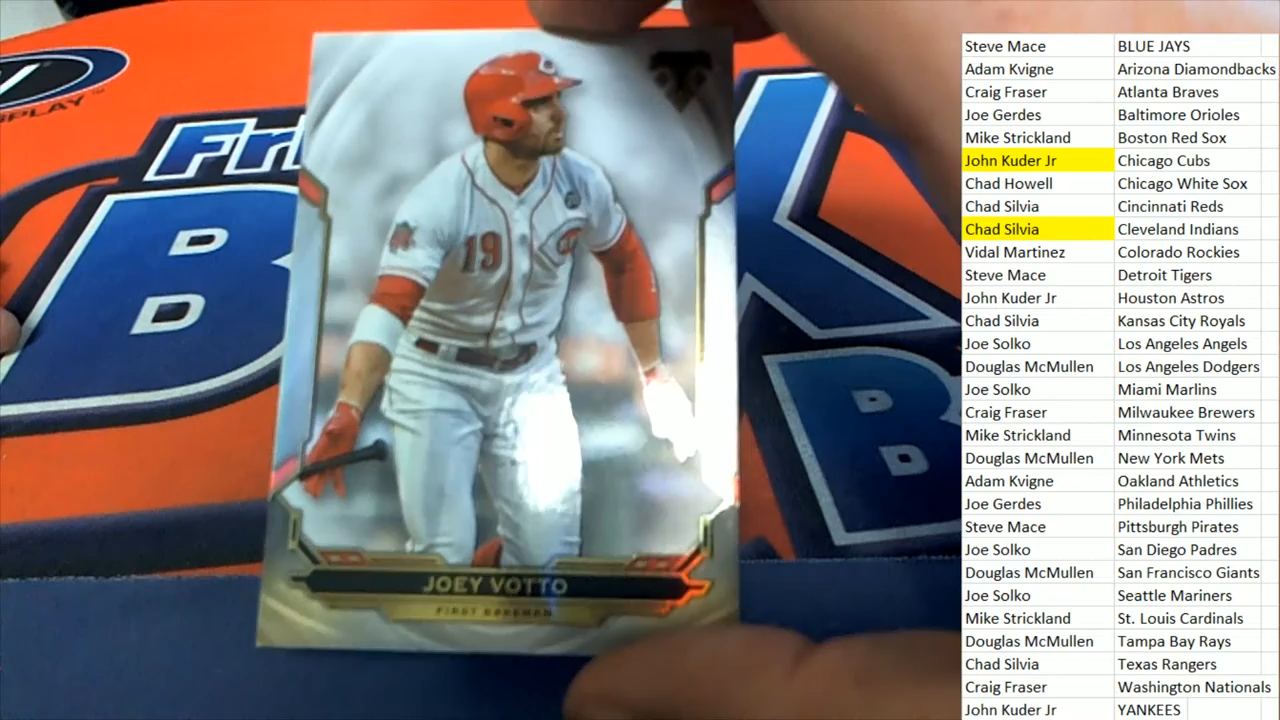 SPLAY
Fri
B
K
B
C
19
C
JOEY VOTTO
FIRST BASEMAN
Steve Mace BLUE JAYS
Adam Kvigne Arizona Diamondbacks
Craig Fraser Atlanta Braves
Joe Gerdes Baltimore Orioles
Mike Strickland Boston Red Sox
John Kuder Jr Chicago Cubs
Chad Howell Chicago White Sox
Chad Silvia Cincinnati Reds
Chad Silvia Cleveland Indians
Vidal Martinez Colorado Rockies
Steve Mace Detroit Tigers
John Kuder Jr Houston Astros
Chad Silvia Kansas City Royals
Joe Solko Los Angeles Angels
Douglas McMullen Los Angeles Dodgers
Joe Solko Miami Marlins
Craig Fraser Milwaukee Brewers
Mike Strickland Minnesota Twins
Douglas McMullen New York Mets
Adam Kvigne Oakland Athletics
Joe Gerdes Philadelphia Phillies
Steve Mace Pittsburgh Pirates
Joe Solko San Diego Padres
Douglas McMullen San Francisco Giants
Joe Solko Seattle Mariners
Mike Strickland St. Louis Cardinals
Douglas McMullen Tampa Bay Rays
Chad Silvia Texas Rangers
Craig Fraser Washington Nationals
John Kuder Jr YANKEES